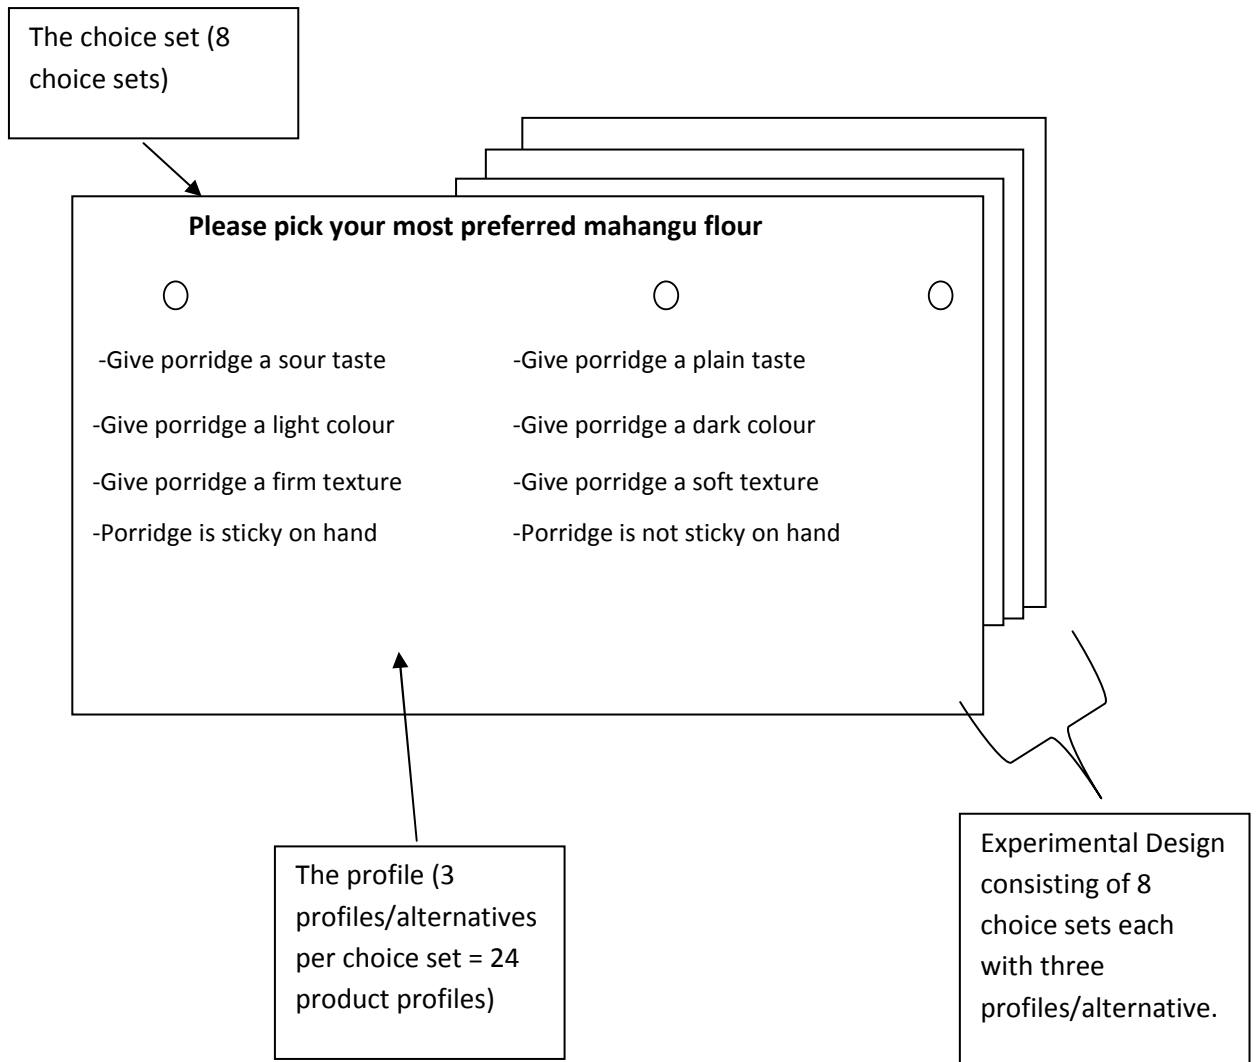 The choice set (8
choice sets)
Please pick your most preferred mahangu flour
-Give porridge a sour taste
-Give porridge a plain taste
-Give porridge a light colour
-Give porridge a dark colour
-Give porridge a firm texture
-Give porridge a soft texture
-Porridge is sticky on hand
-Porridge is not sticky on hand
The profile (3
profiles/alternatives
per choice set = 24
product profiles)
Experimental Design
consisting of 8
choice sets each
with three
profiles/alternative.